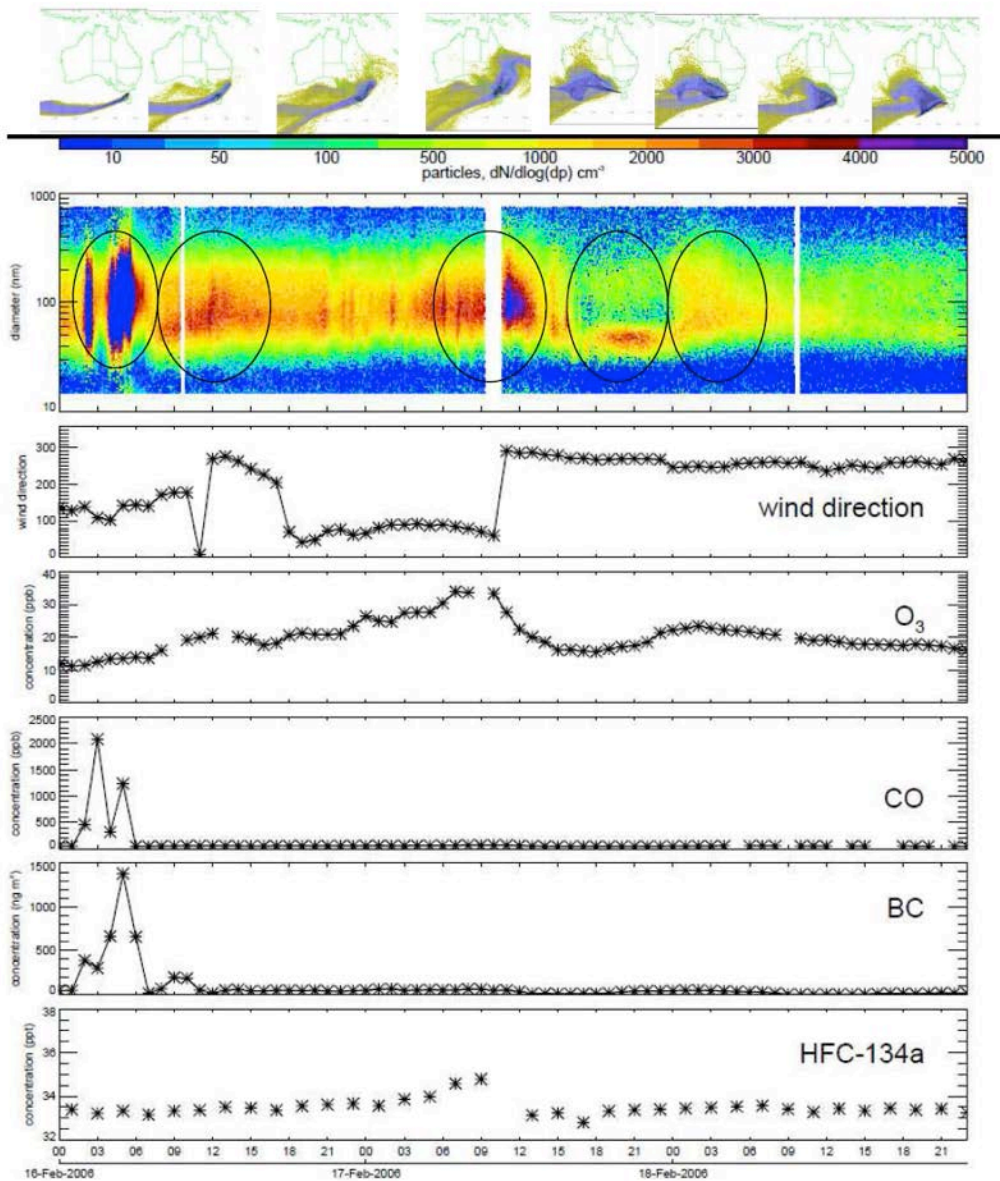 10 50 100 500 1000 2000 3000 4000 5000
particles, dN/dlog(dp) cm⁻³
1000
100
10
diameter (nm)
300
200
100
0
wind direction
wind direction
40
30
20
10
0
concentration (ppb)
O₃
2500
2000
1500
1000
500
0
concentration (ppb)
CO
1500
1000
500
0
concentration (ng m⁻³)
BC
38
36
34
32
concentration (ppt)
HFC-134a
00 03 06 09 12 15 18 21 00 03 06 09 12 15 18 21 00 03 06 09 12 15 18 21
16-Feb-2006 17-Feb-2006 18-Feb-2006